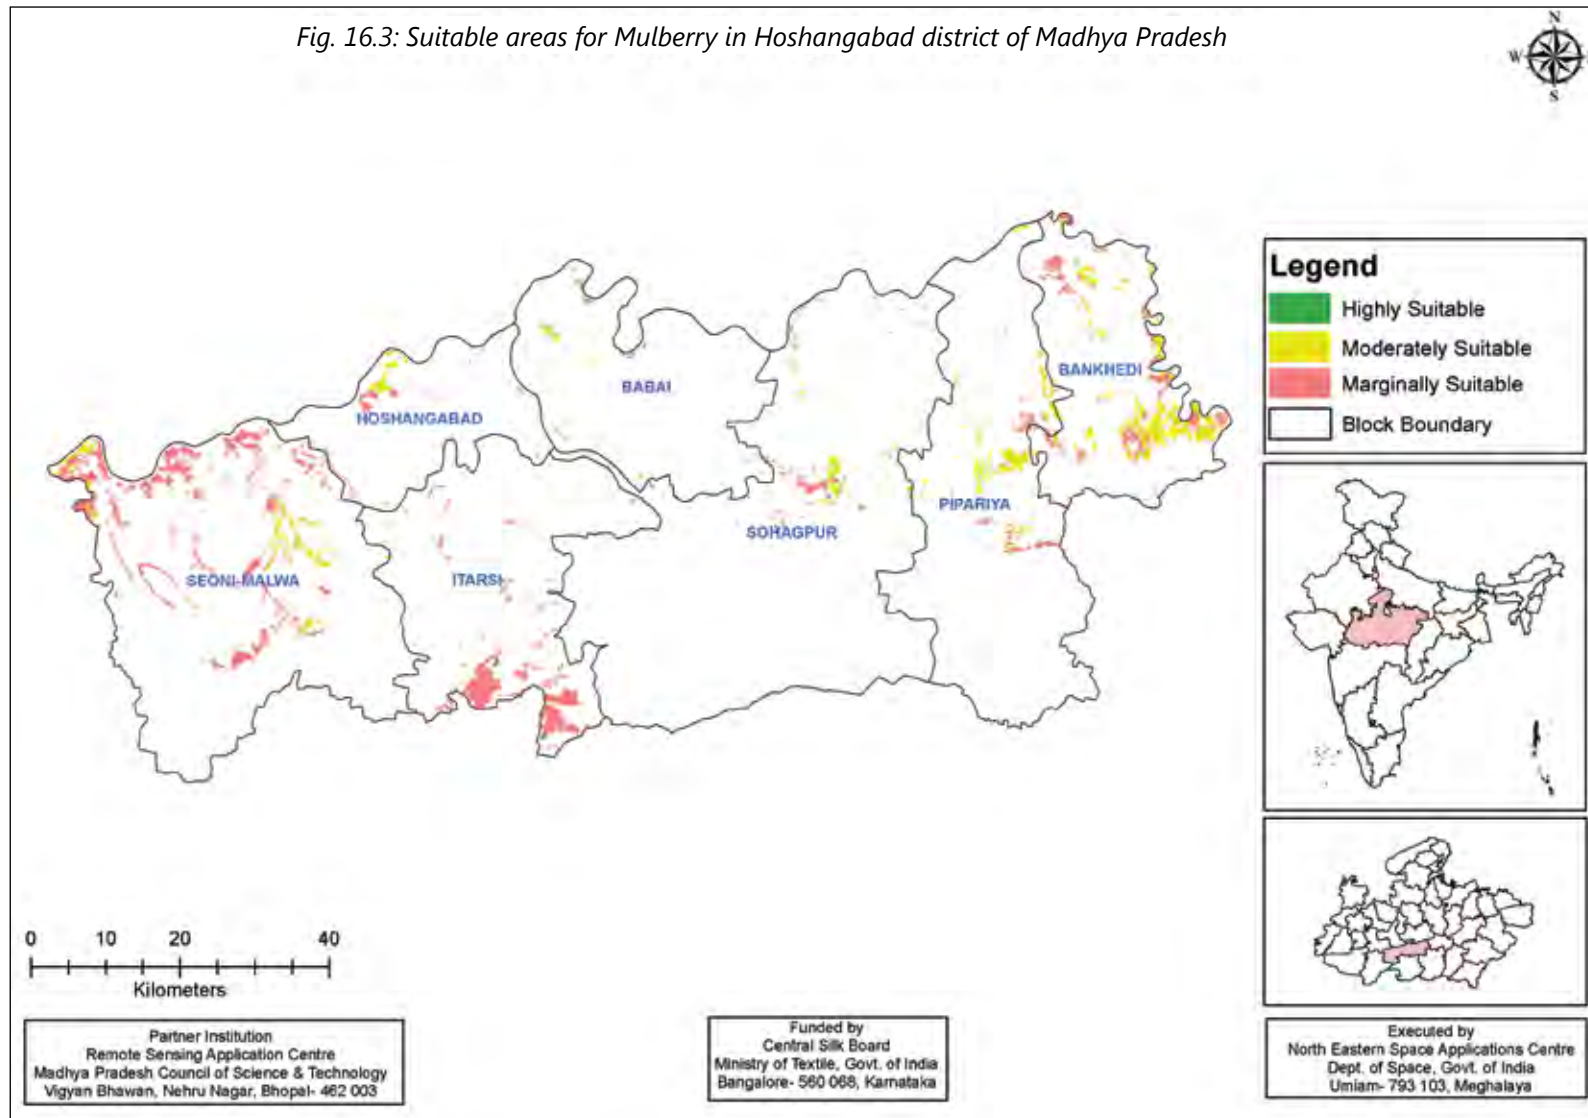 Fig. 16.3: Suitable areas for Mulberry in Hoshangabad district of Madhya Pradesh
N
W
S
Legend
Highly Suitable
Moderately Suitable
Marginally Suitable
Block Boundary
BANKHEDI
BABAI
HOSHANGABAD
PIPARIYA
SOHAGPUR
SEONI-MALWA
ITARSI
0 10 20 40
Kilometers
Partner Institution
Remote Sensing Application Centre
Madhya Pradesh Council of Science & Technology
Vigyan Bhawan, Nehru Nagar, Bhopal- 462 003
Funded by
Central Silk Board
Ministry of Textile, Govt. of India
Bangalore- 560 068, Karnataka
Executed by
North Eastern Space Applications Centre
Dept. of Space, Govt. of India
Umiam- 793 103, Meghalaya